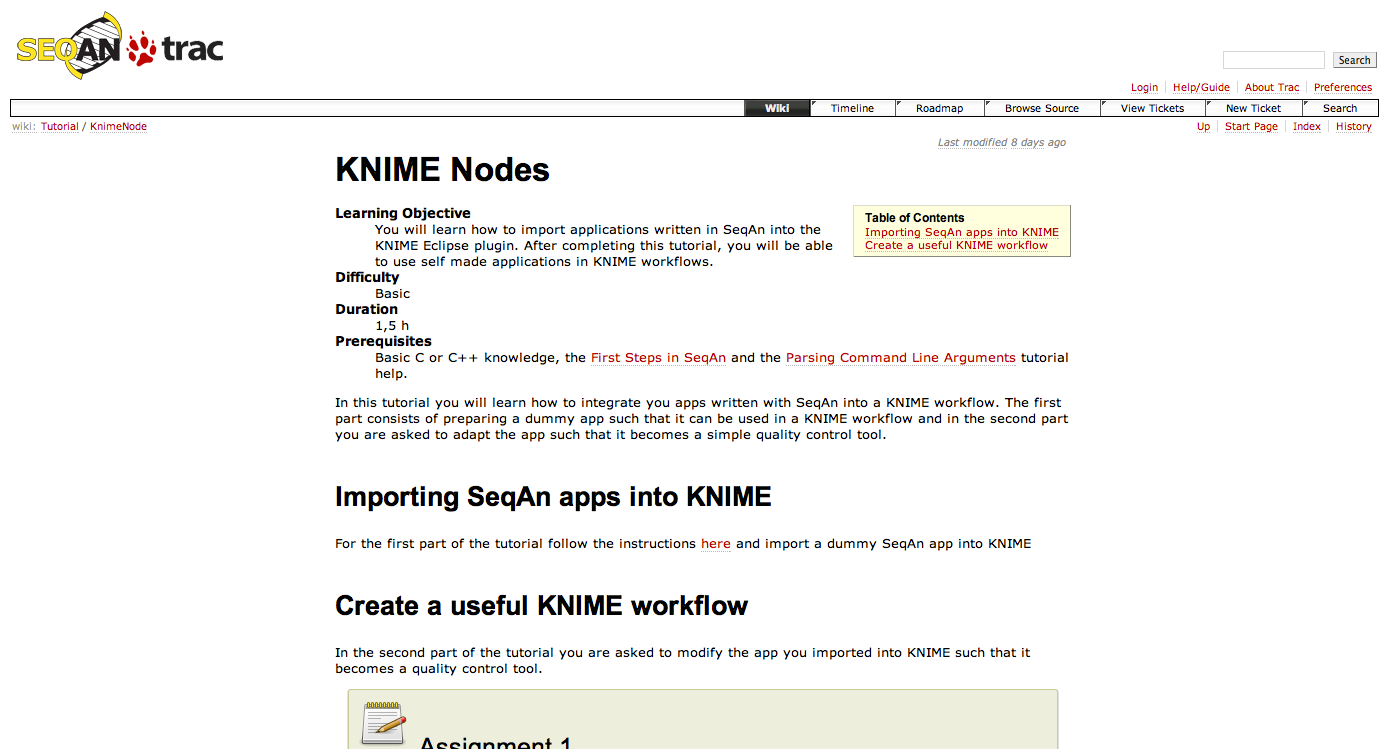 SEQAN trac
Search
Login Help/Guide About Trac Preferences
Wiki Timeline Roadmap Browse Source View Tickets New Ticket Search
wiki: Tutorial / KnimeNode
Up Start Page Index History
Last modified 8 days ago
KNIME Nodes
Learning Objective
You will learn how to import applications written in SeqAn into the
KNIME Eclipse plugin. After completing this tutorial, you will be able
to use self made applications in KNIME workflows.
Table of Contents
Importing SeqAn apps into KNIME
Create a useful KNIME workflow
Difficulty
Basic
Duration
1,5 h
Prerequisites
Basic C or C++ knowledge, the First Steps in SeqAn and the Parsing Command Line Arguments tutorial
help.
In this tutorial you will learn how to integrate you apps written with SeqAn into a KNIME workflow. The first
part consists of preparing a dummy app such that it can be used in a KNIME workflow and in the second part
you are asked to adapt the app such that it becomes a simple quality control tool.
Importing SeqAn apps into KNIME
For the first part of the tutorial follow the instructions here and import a dummy SeqAn app into KNIME
Create a useful KNIME workflow
In the second part of the tutorial you are asked to modify the app you imported into KNIME such that it
becomes a quality control tool.
Assignment 1